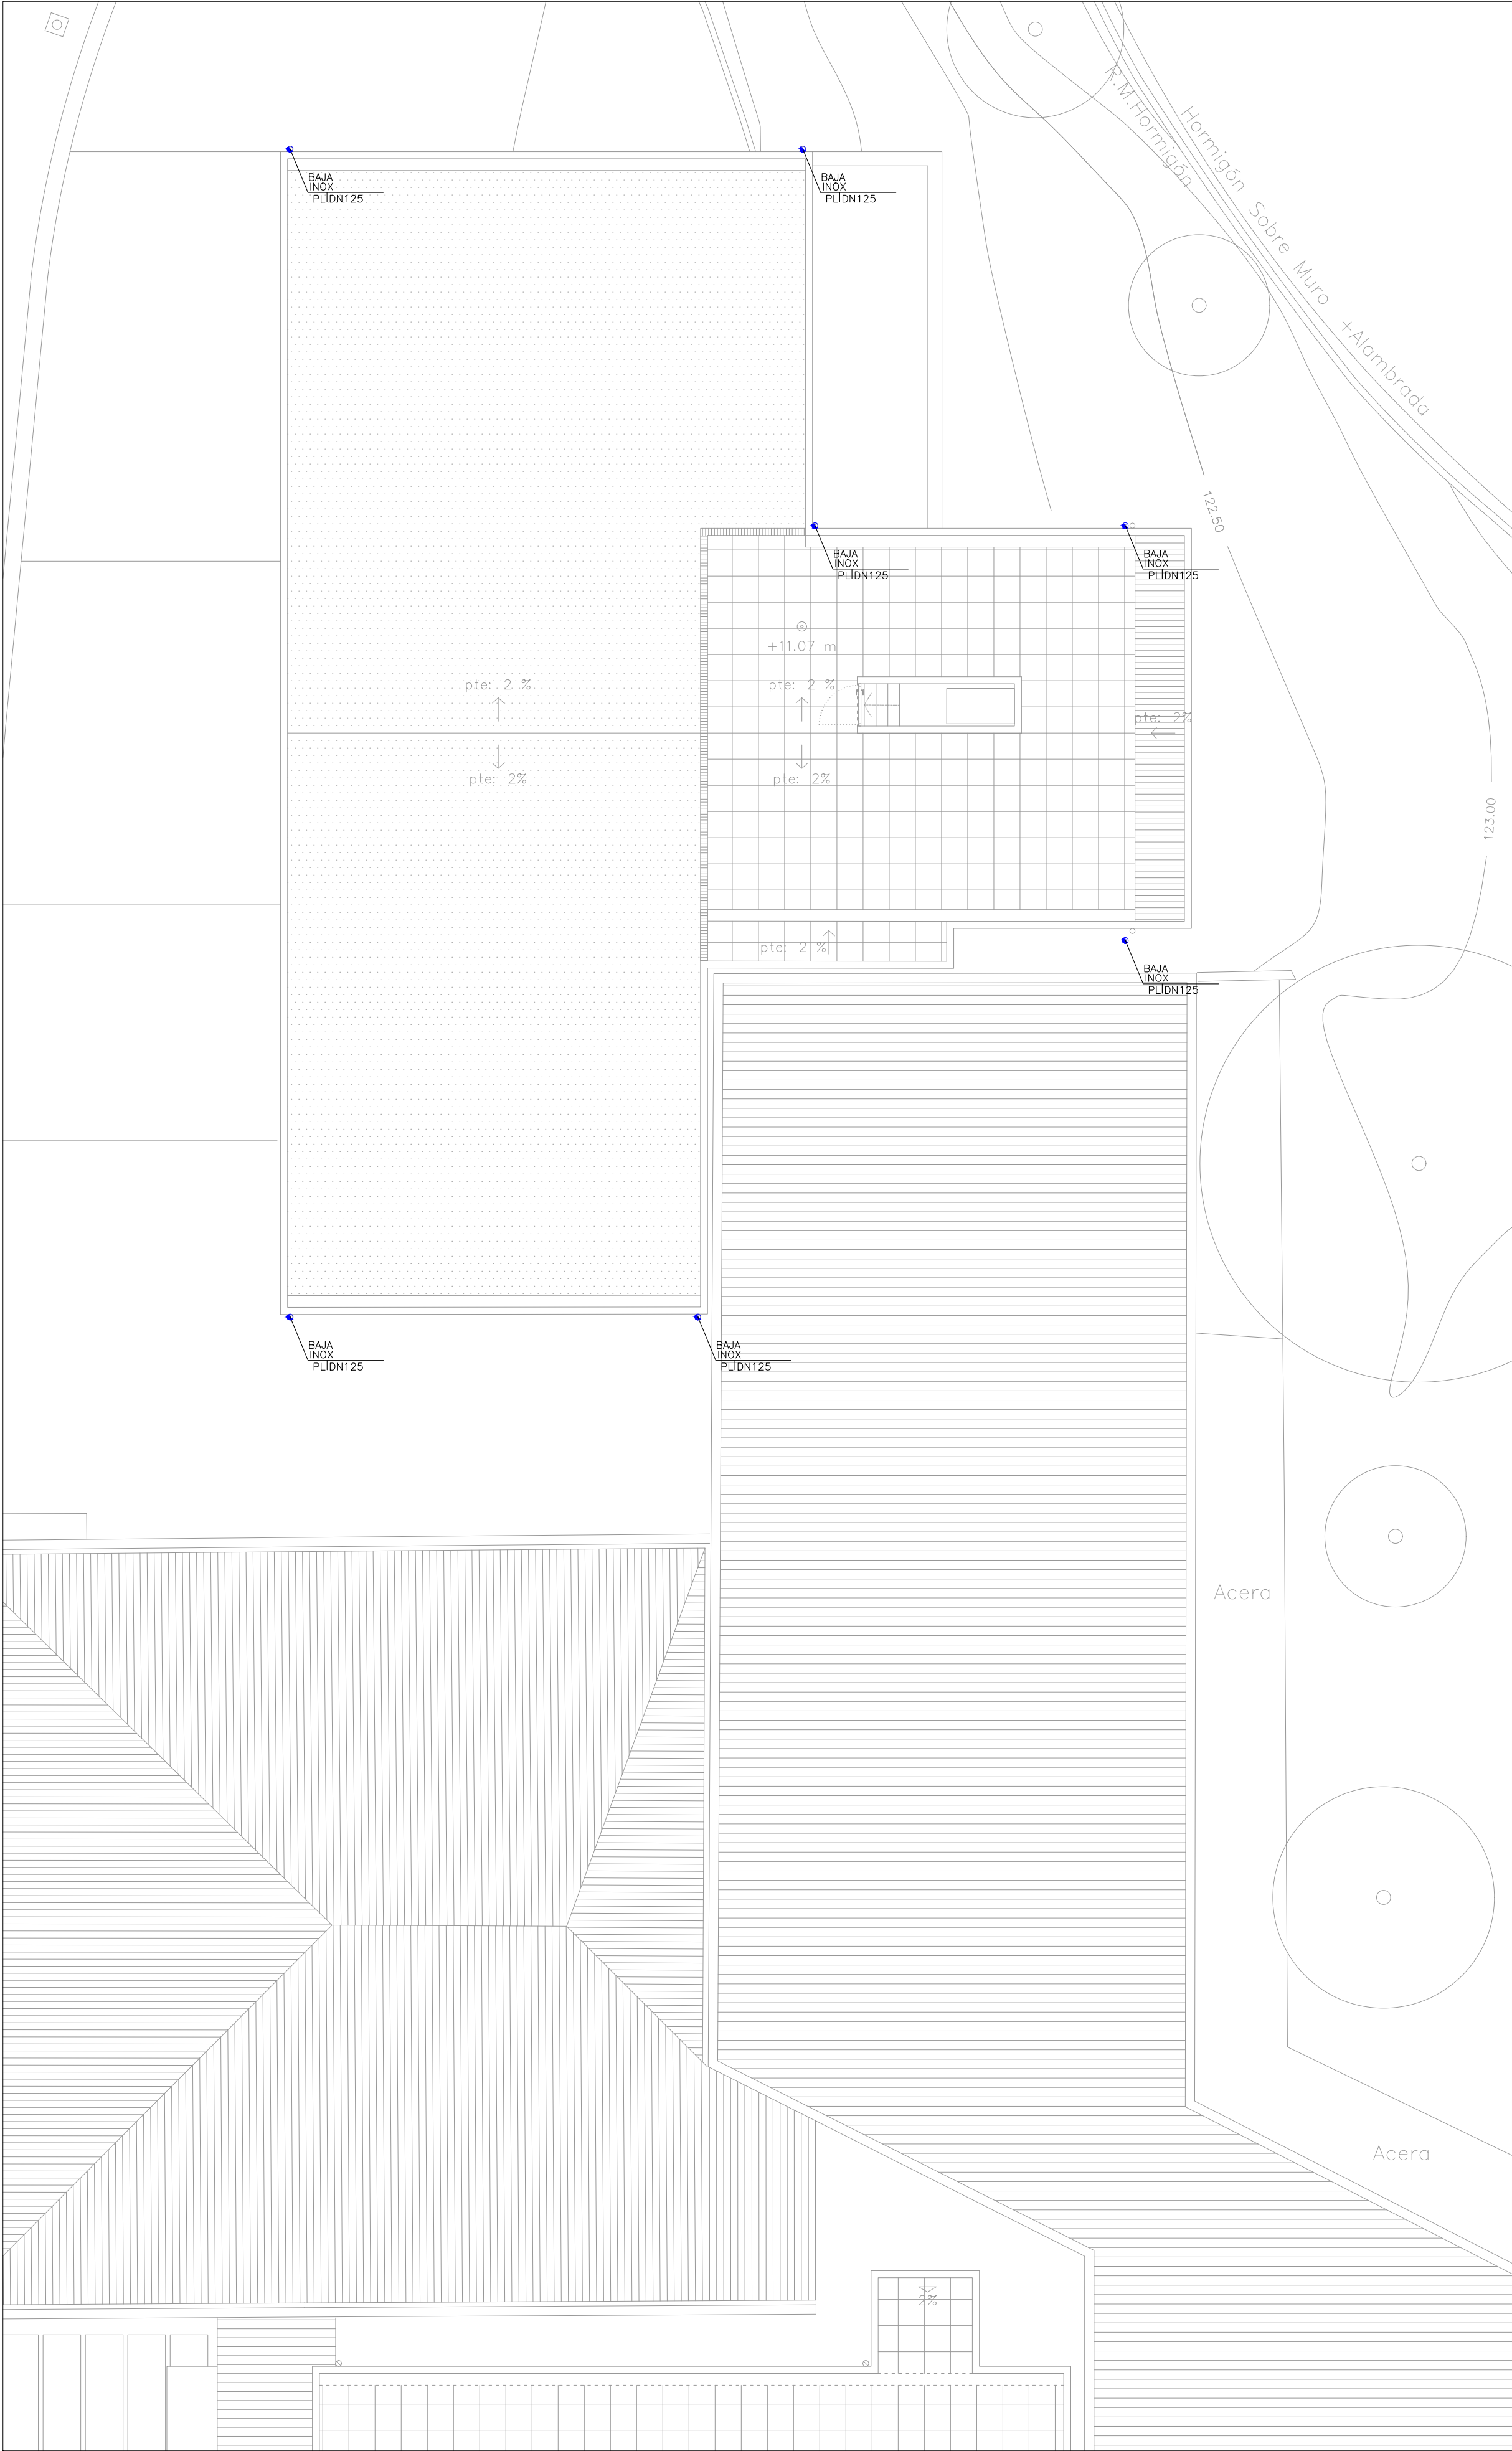 R.M.Hormigón
Hormigón Sobre Muro +Alambrada
BAJA
INOX
PLIDN125
BAJA
INOX
PLIDN125
122.50
BAJA
INOX
PLIDN125
BAJA
INOX
PLIDN125
+11.07 m
pte: 2 %
pte: 2 %
pte: 2%
pte: 2%
pte: 2%
123.00
pte: 2 %
BAJA
INOX
PLIDN125
BAJA
INOX
PLIDN125
BAJA
INOX
PLIDN125
Acera
Acera
2%